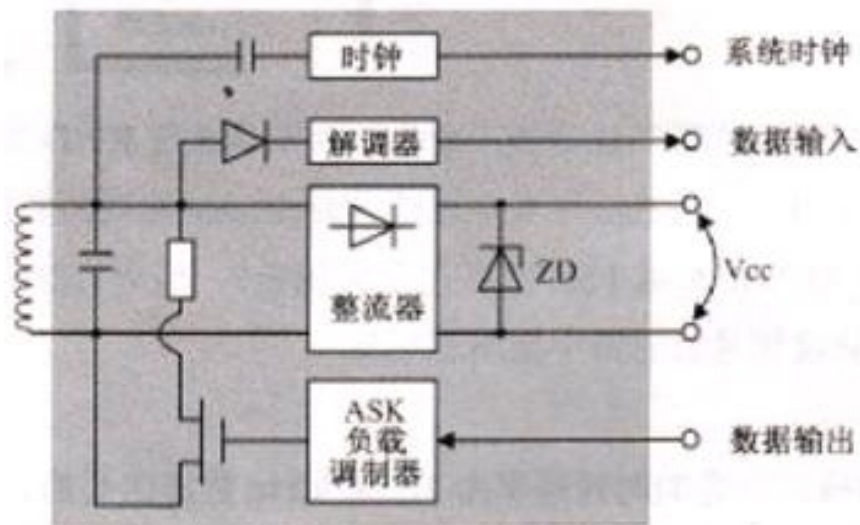 时钟
系统时钟
解调器
数据输入
整流器
ZD
Vcc
ASK
负载
调制器
数据输出